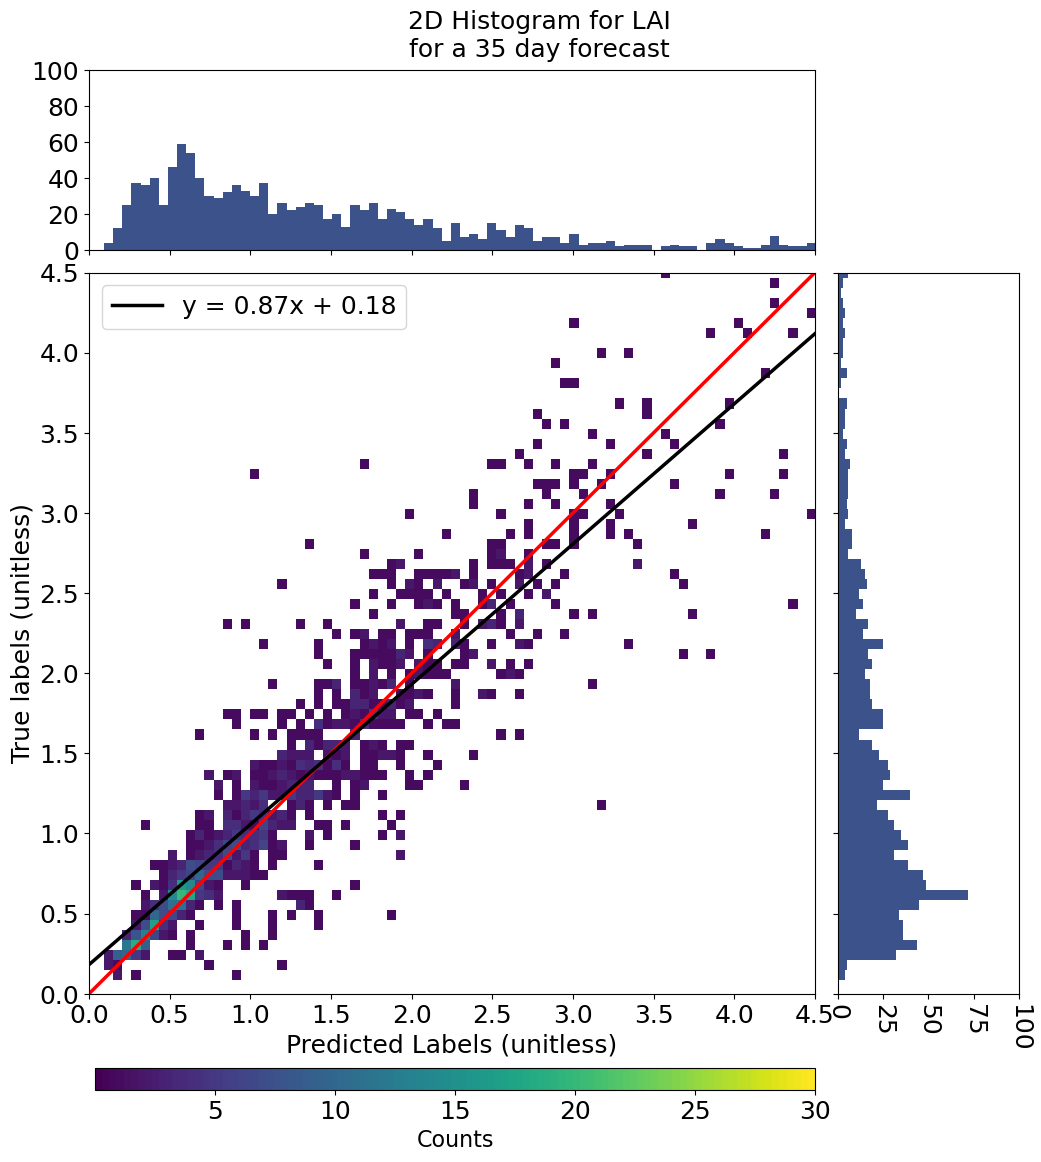 2D Histogram for LAI
for a 35 day forecast
100
80
60
40
20
0
4.5
4.0
3.5
3.0
2.5
2.0
1.5
1.0
0.5
0.0
True labels (unitless)
y = 0.87x + 0.18
0.0 0.5 1.0 1.5 2.0 2.5 3.0 3.5 4.0 4.5
Predicted Labels (unitless)
0 25 50 75 100
5 10 15 20 25 30
Counts